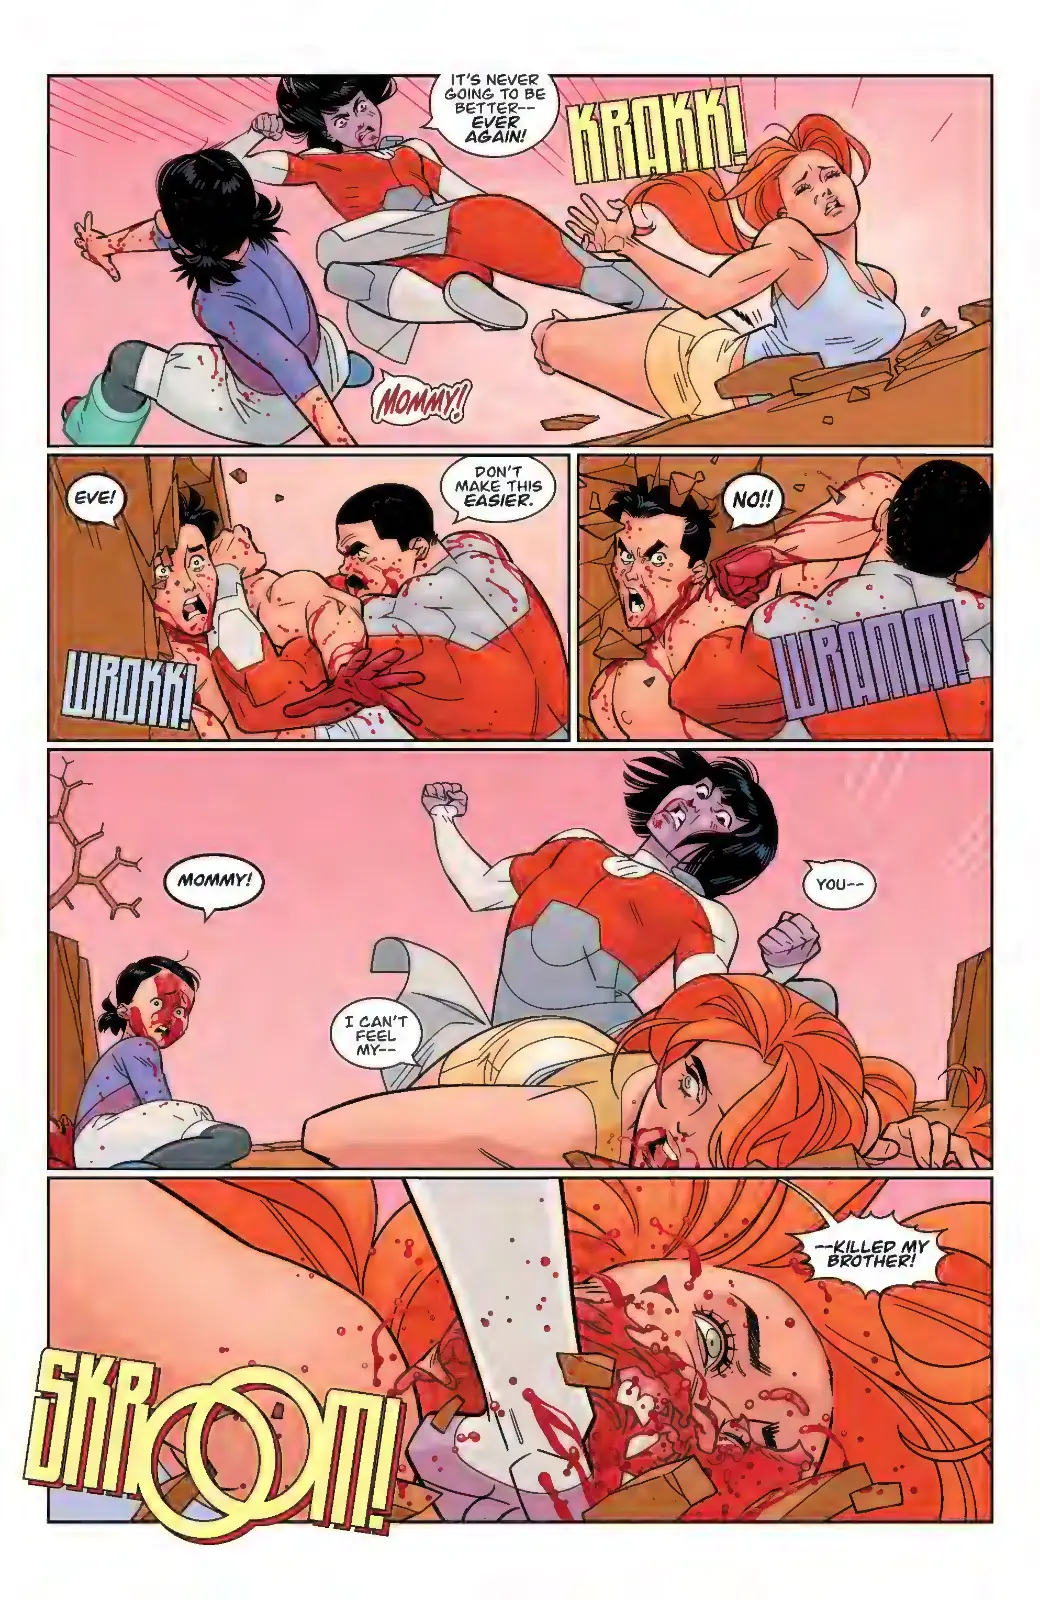 IT'S NEVER
GOING TO BE
BETTER--
EVER
AGAIN!
KRAKK!
MOMMY!
EVE!
DON'T
MAKE THIS
EASIER.
WROKK!
NO!!
WRAMM!
MOMMY!
YOU--
I CAN'T
FEEL
MY--
--KILLED MY
BROTHER!
SKROOM!